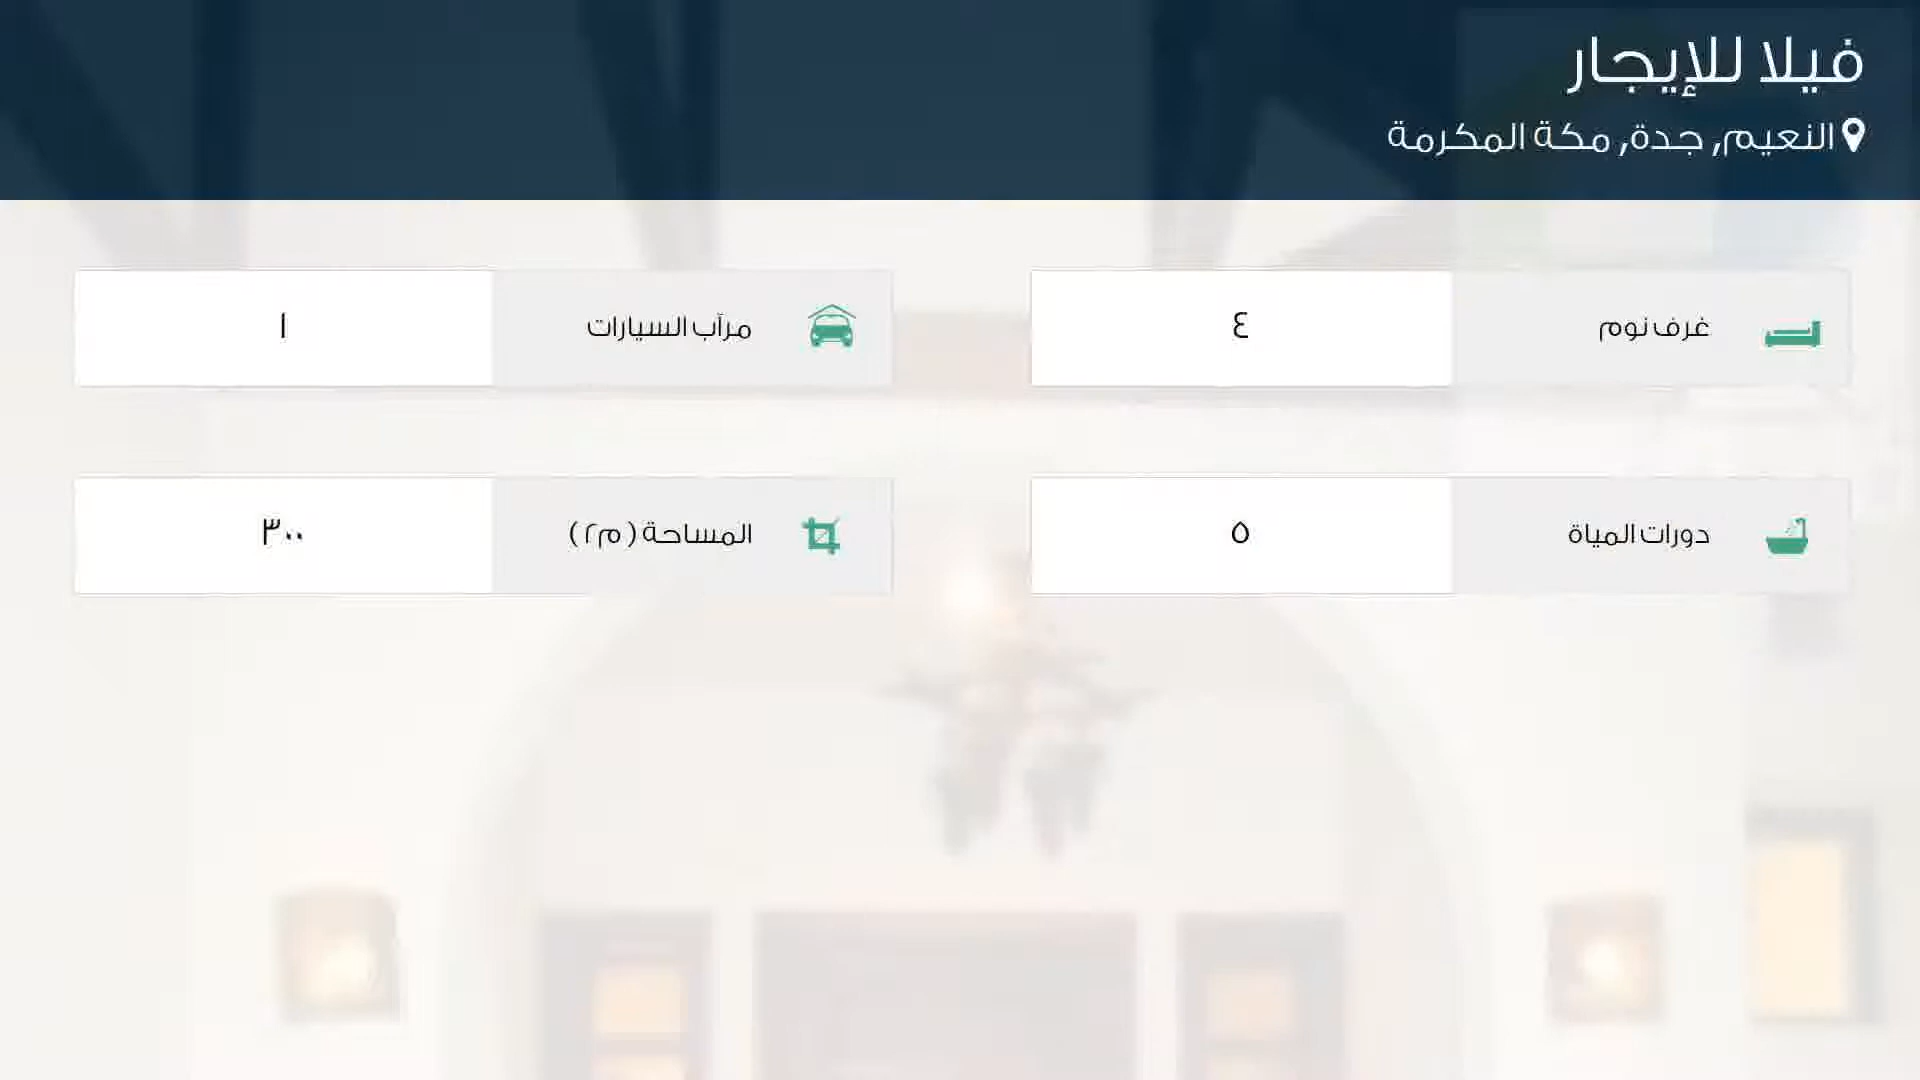 فيلا للإيجار
النعيم, جدة, مكة المكرمة
غرف نوم ٤
مرآب السيارات ١
دورات المياة ٥
المساحة (م٢) ٣٠٠